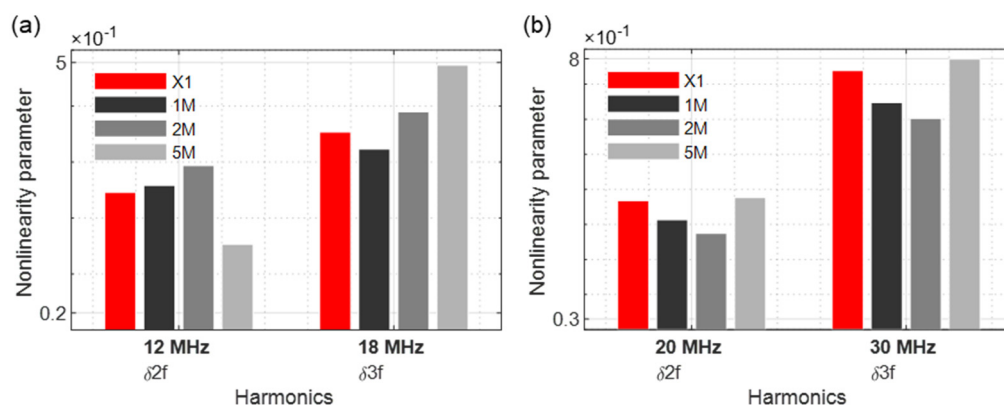 (a)
×10⁻¹
5
X1
1M
2M
5M
Nonlinearity parameter
0.2
12 MHz
18 MHz
δ2f
δ3f
Harmonics
(b)
×10⁻¹
8
X1
1M
2M
5M
Nonlinearity parameter
0.3
20 MHz
30 MHz
δ2f
δ3f
Harmonics